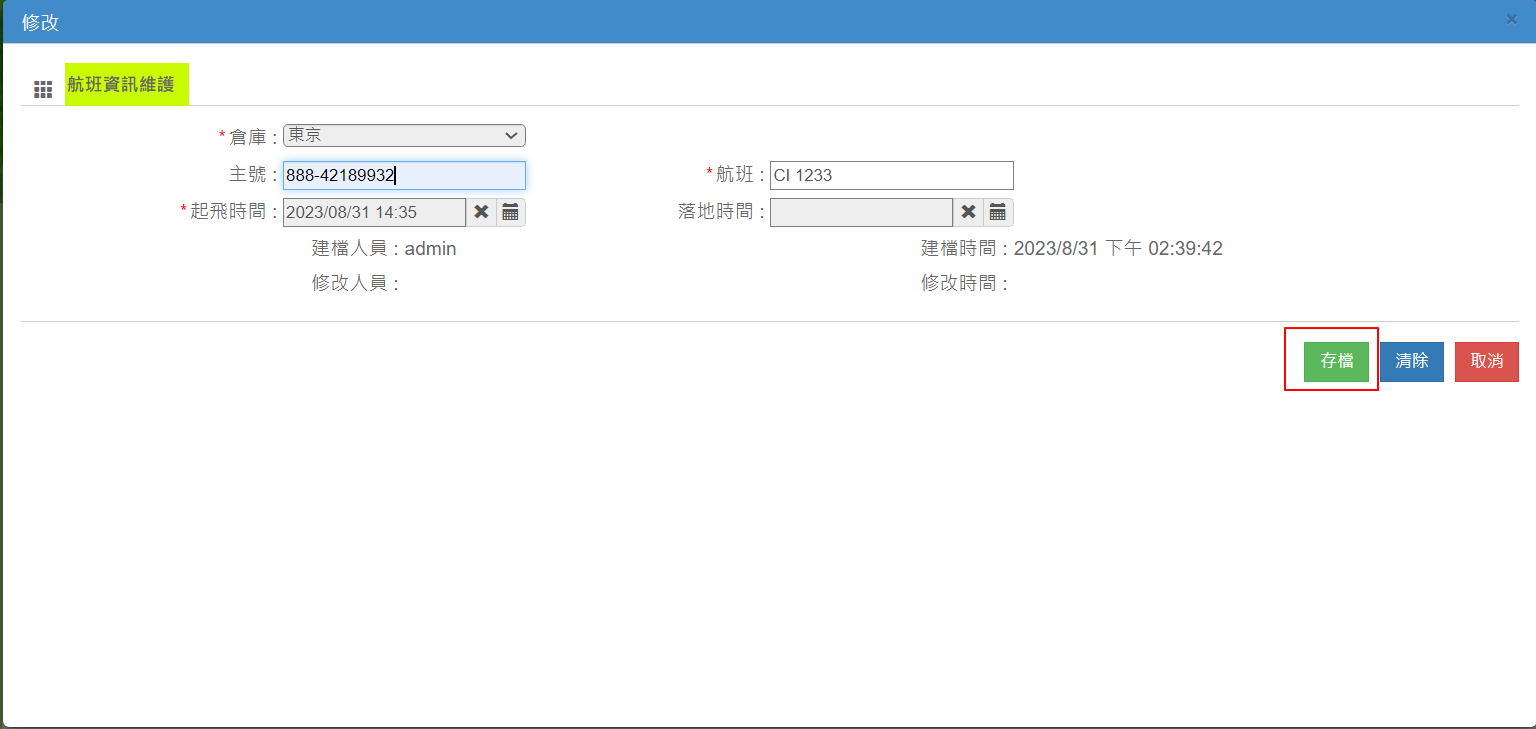 修改 ×
航班資訊維護
*倉庫 : 東京
主號 : 888-42189932 *航班 : CI 1233
*起飛時間 : 2023/08/31 14:35 落地時間 :
建檔人員 : admin 建檔時間 : 2023/8/31 下午 02:39:42
修改人員 : 修改時間 :
存檔 清除 取消